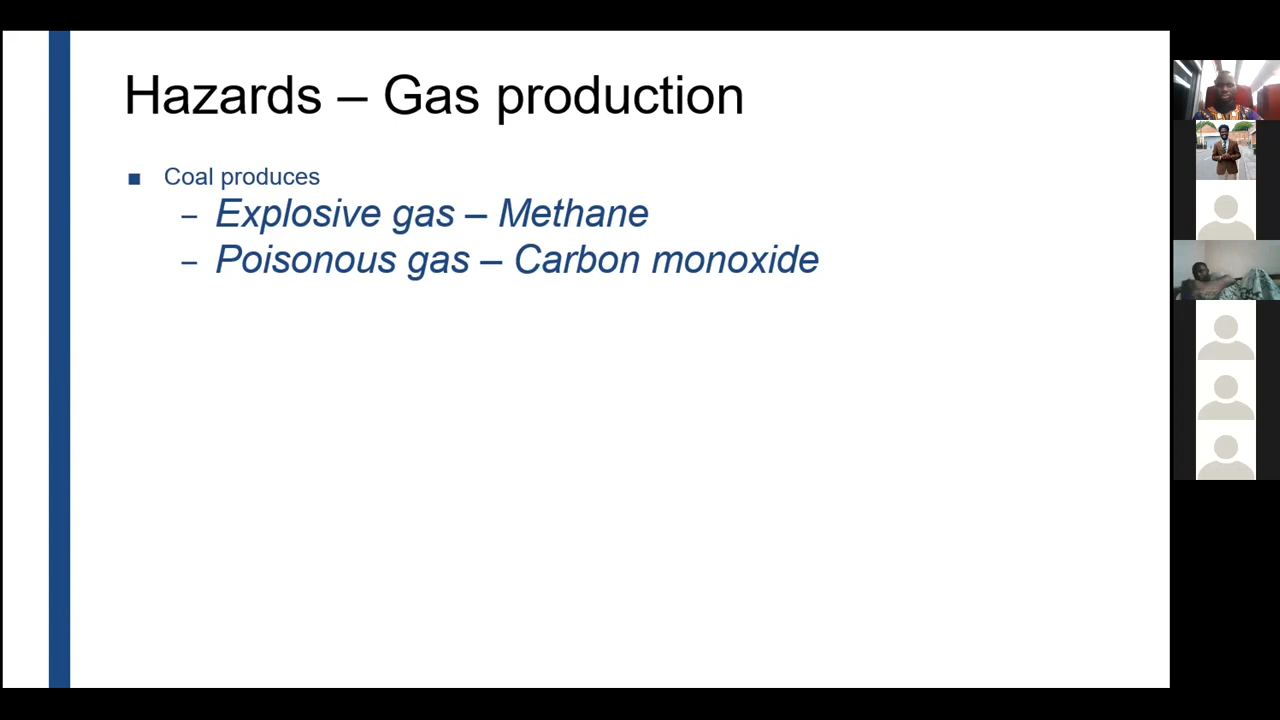 Hazards – Gas production
■ Coal produces
– Explosive gas – Methane
– Poisonous gas – Carbon monoxide